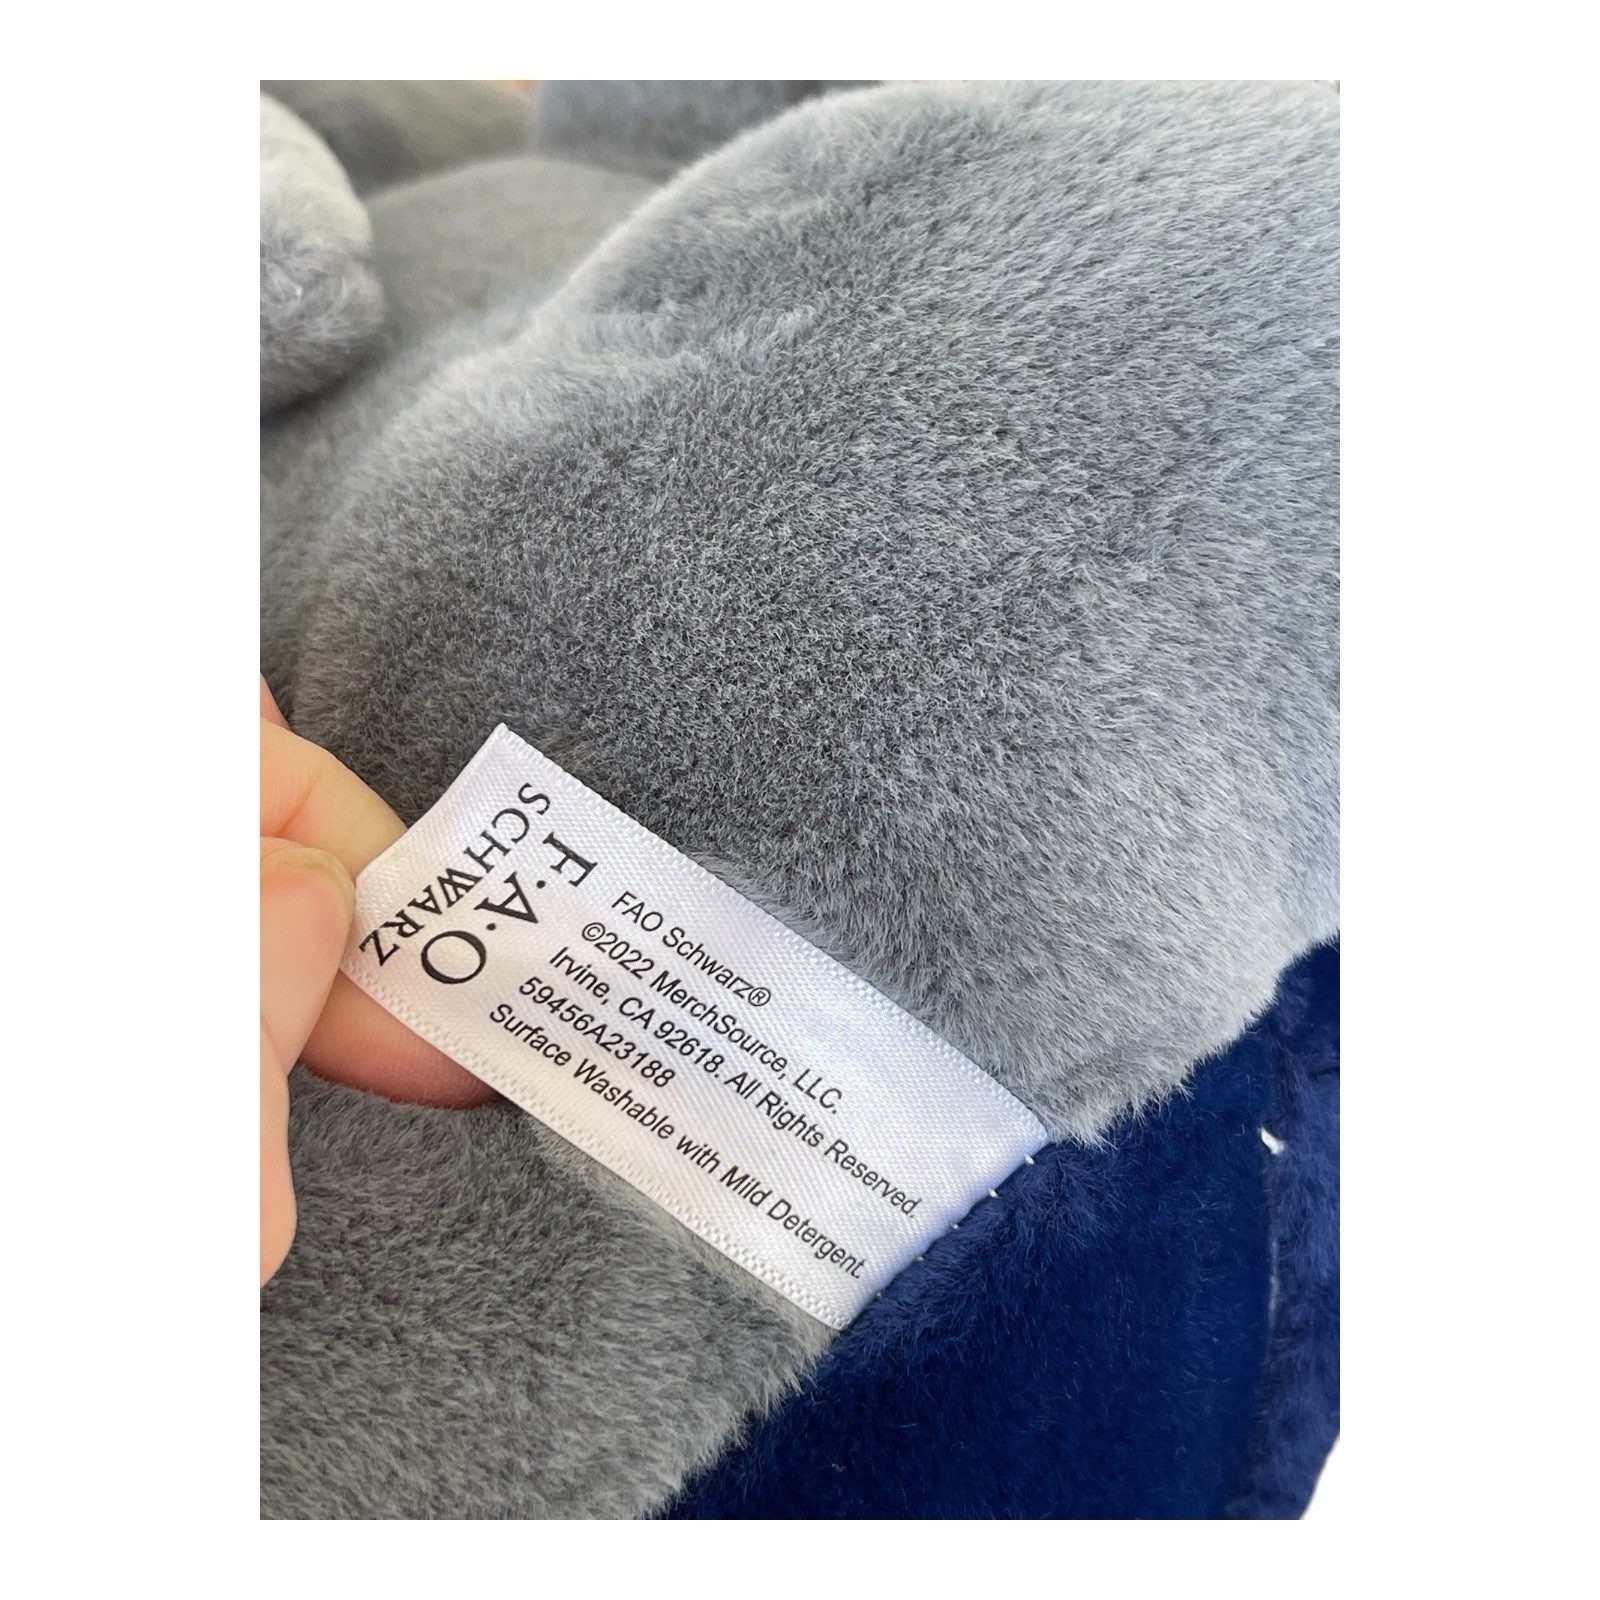 F·A·O
SCHWARZ
FAO Schwarz®
©2022 MerchSource, LLC.
Irvine, CA 92618. All Rights Reserved.
59456A23188
Surface Washable with Mild Detergent.